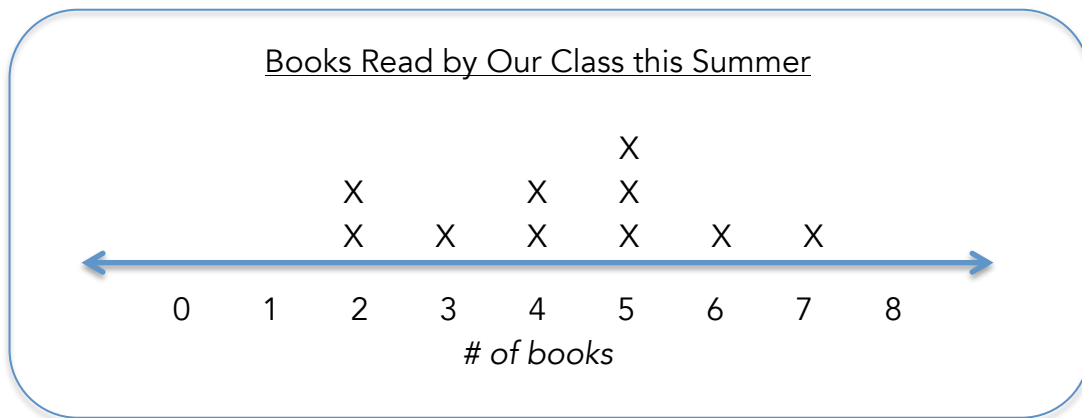 Books Read by Our Class this Summer
X
X X X
X X X X X X
0 1 2 3 4 5 6 7 8
# of books